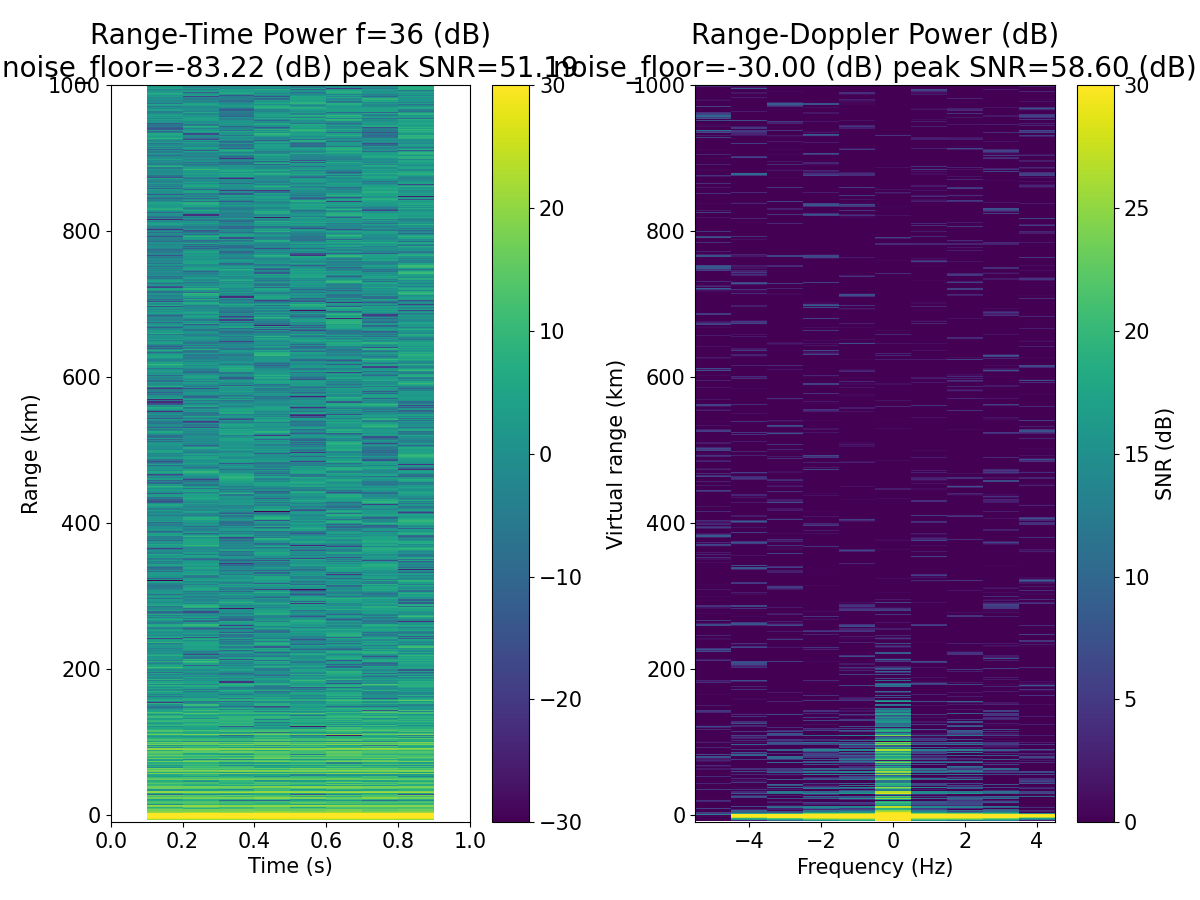 Range-Time Power f=36 (dB)
noise_floor=-83.22 (dB) peak SNR=51.19
Range-Doppler Power (dB)
noise_floor=-30.00 (dB) peak SNR=58.60 (dB)
1000
800
600
400
200
0
Range (km)
0.0 0.2 0.4 0.6 0.8 1.0
Time (s)
30
20
10
0
−10
−20
−30
1000
800
600
400
200
0
Virtual range (km)
−4 −2 0 2 4
Frequency (Hz)
30
25
20
15
10
5
0
SNR (dB)